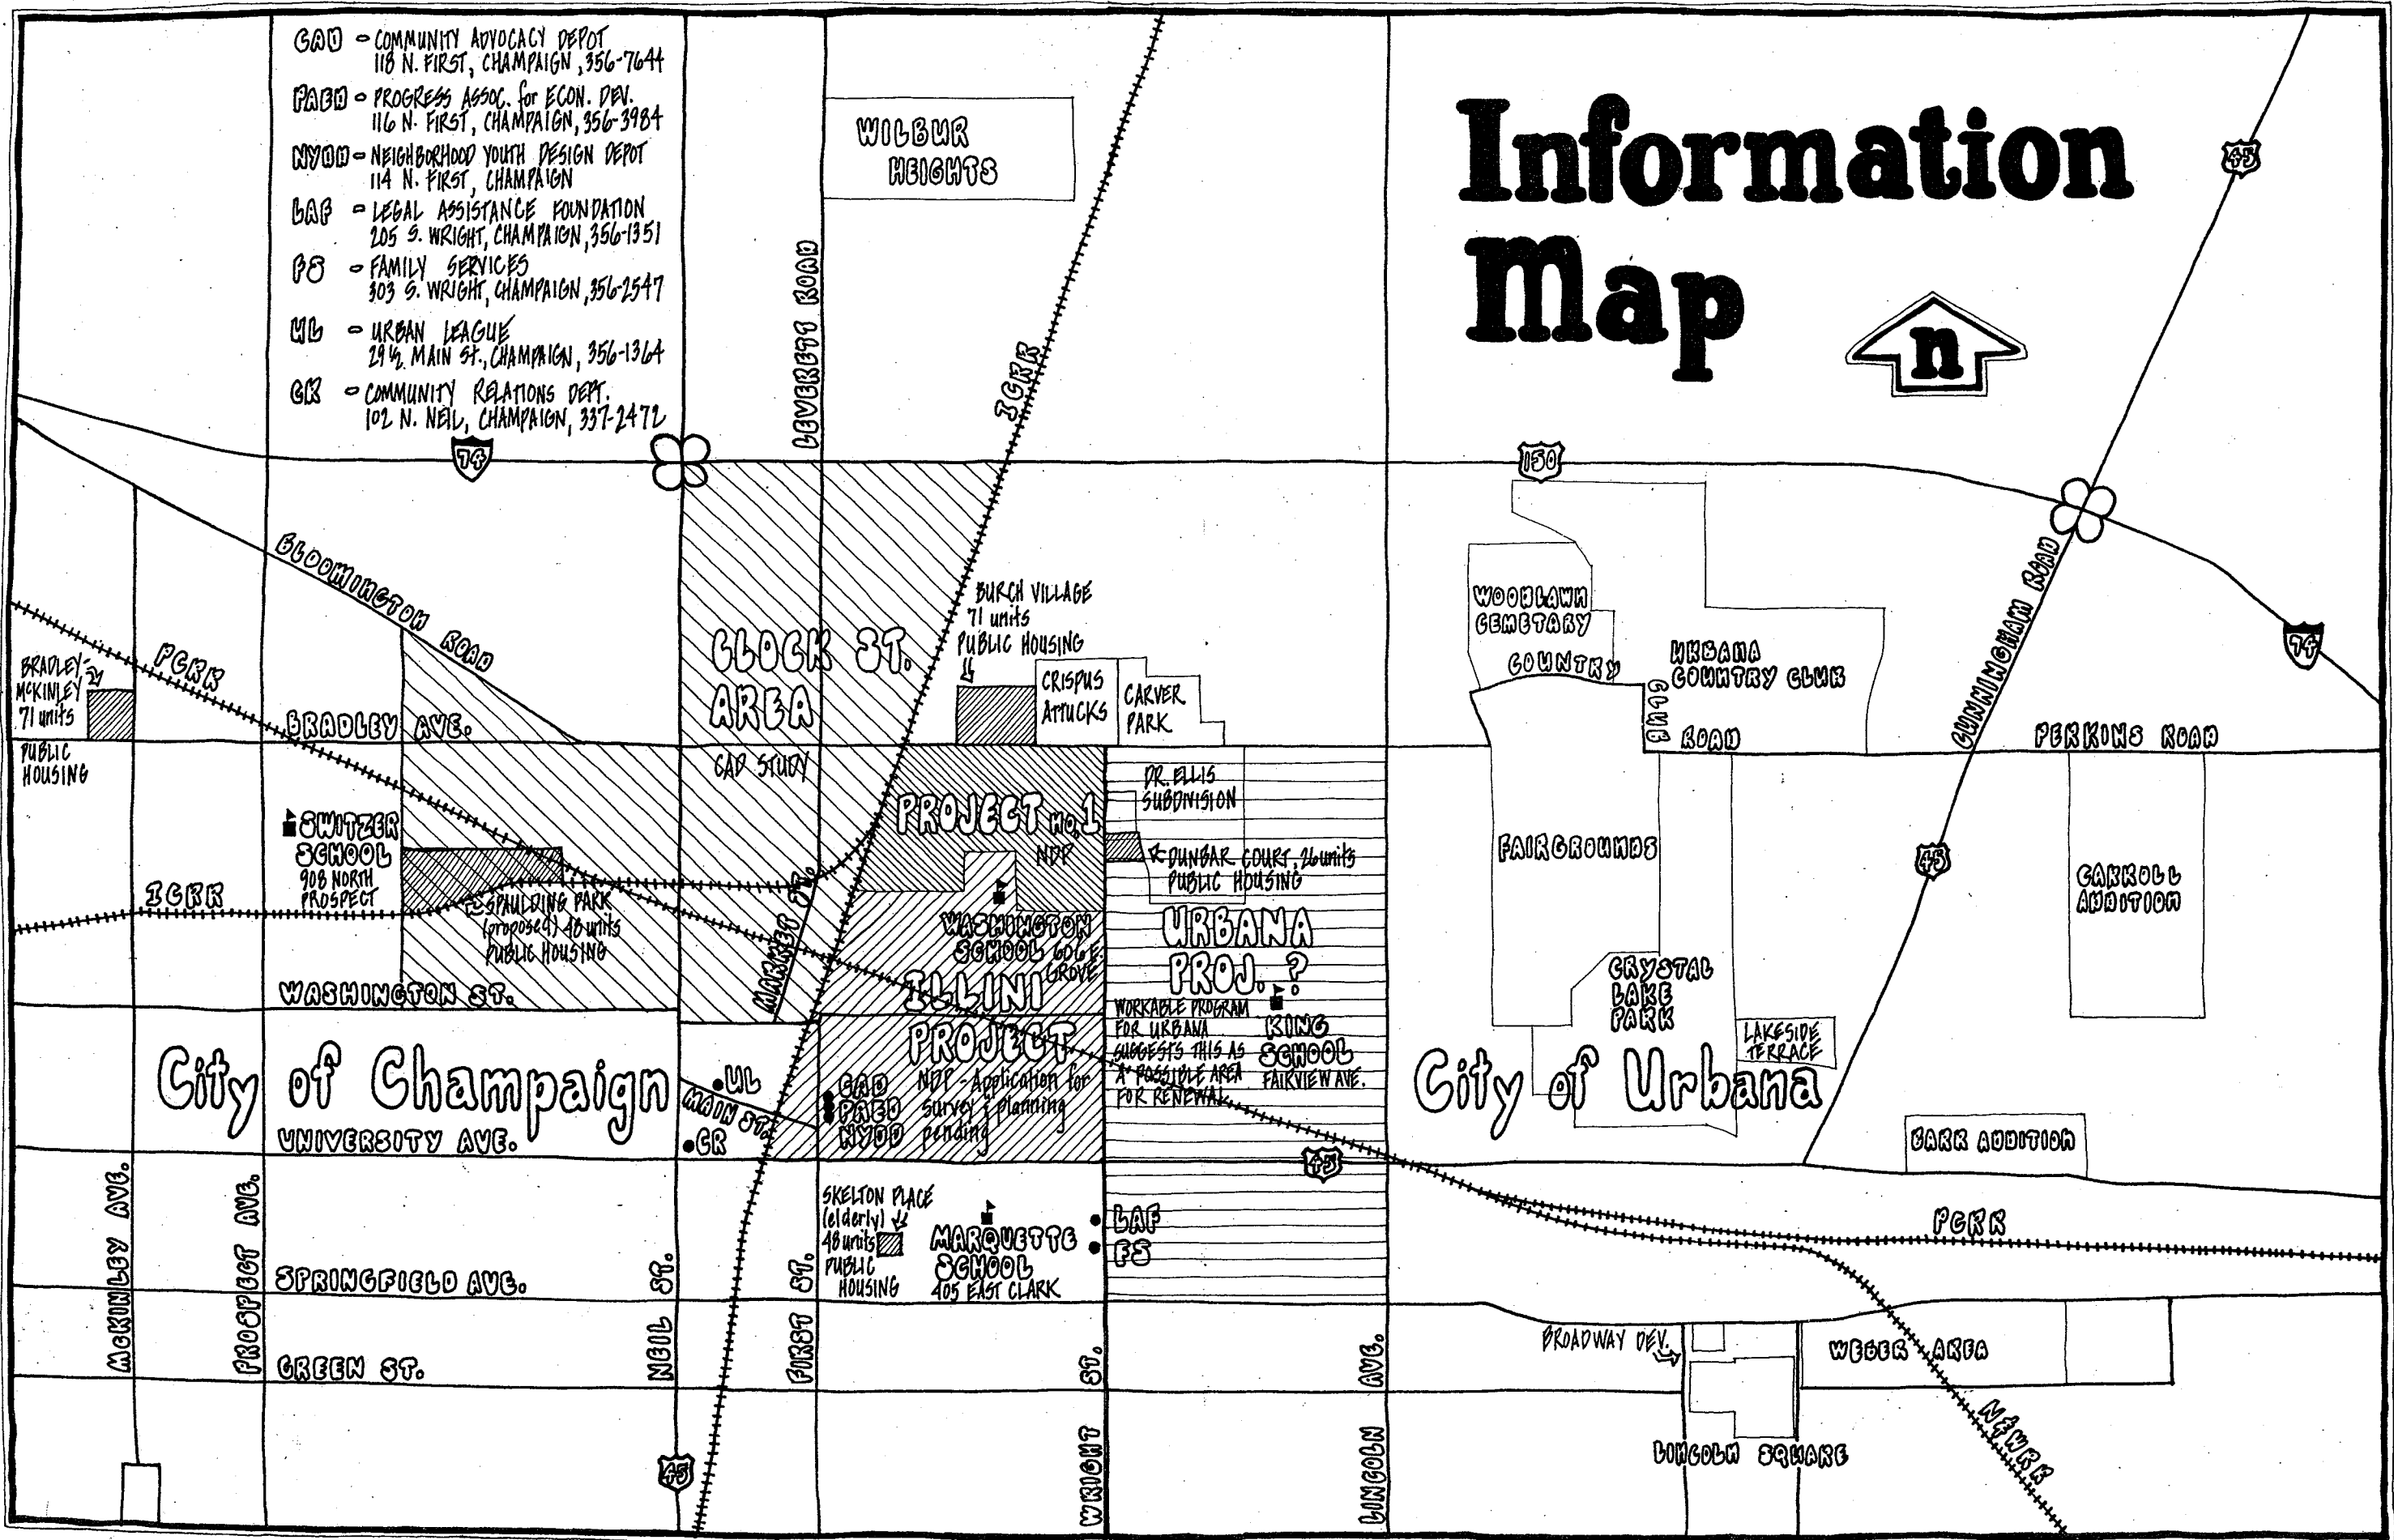 CAD - COMMUNITY ADVOCACY DEPOT
118 N. FIRST, CHAMPAIGN, 356-7644
PAED - PROGRESS ASSOC. for ECON. DEV.
116 N. FIRST, CHAMPAIGN, 356-3984
NYDD - NEIGHBORHOOD YOUTH DESIGN DEPOT
114 N. FIRST, CHAMPAIGN
LAF - LEGAL ASSISTANCE FOUNDATION
205 S. WRIGHT, CHAMPAIGN, 356-1351
FS - FAMILY SERVICES
303 S. WRIGHT, CHAMPAIGN, 356-2547
UL - URBAN LEAGUE
29 1/2 MAIN St., CHAMPAIGN, 356-1364
CR - COMMUNITY RELATIONS DEPT.
102 N. NEIL, CHAMPAIGN, 337-2472
Information
Map
n
WILBUR
HEIGHTS
LEVERETT ROAD
ICRR
45
74
150
BLOOMINGTON ROAD
PCRR
BRADLEY-
McKINLEY
71 units
PUBLIC
HOUSING
BRADLEY AVE.
CLOCK ST.
AREA
CAD STUDY
BURCH VILLAGE
71 units
PUBLIC HOUSING
CRISPUS
ATTUCKS
CARVER
PARK
WOODLAWN
CEMETARY
COUNTRY
CLUB
ROAD
URBANA
COUNTRY CLUB
CUNNINGHAM ROAD
74
PERKINS ROAD
SWITZER
SCHOOL
908 NORTH
PROSPECT
ICRR
SPAULDING PARK
(proposed) 48 units
PUBLIC HOUSING
WASHINGTON ST.
MARKET ST.
PROJECT NO. 1
NDP
WASHINGTON
SCHOOL 606 E.
GROVE
ILLINI
PROJECT
NDP - Application for
survey & planning
pending
DR. ELLIS
SUBDIVISION
DUNBAR COURT, 26 units
PUBLIC HOUSING
URBANA
PROJ. ?
WORKABLE PROGRAM
FOR URBANA
SUGGESTS THIS AS
A POSSIBLE AREA
FOR RENEWAL
KING
SCHOOL
FAIRVIEW AVE.
FAIRGROUNDS
45
CARROLL
ADDITION
CRYSTAL
LAKE
PARK
LAKESIDE
TERRACE
City of Champaign
City of Urbana
UL
MAIN ST.
CR
CAD
PAED
NYDD
UNIVERSITY AVE.
45
CARR ADDITION
McKINLEY AVE.
PROSPECT AVE.
NEIL ST.
FIRST ST.
WRIGHT ST.
LINCOLN AVE.
SKELTON PLACE
(elderly)
48 units
PUBLIC
HOUSING
MARQUETTE
SCHOOL
405 EAST CLARK
LAF
FS
PCRR
SPRINGFIELD AVE.
GREEN ST.
45
BROADWAY DEV.
WEBER AREA
LINCOLN SQUARE
N&WRR